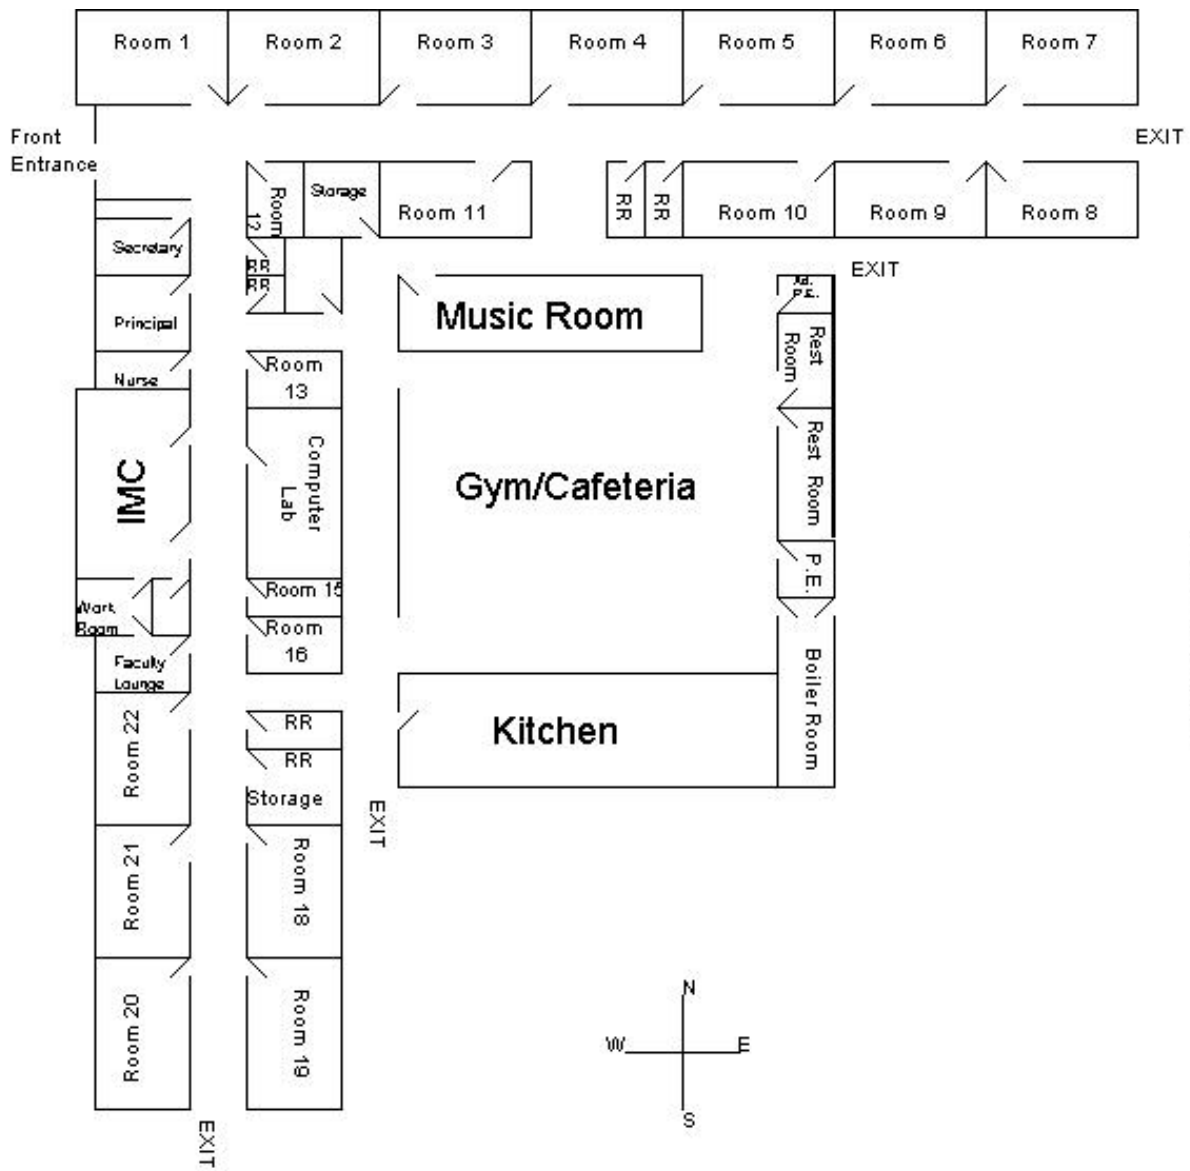 Room 1
Room 2
Room 3
Room 4
Room 5
Room 6
Room 7
Front
Entrance
EXIT
Room
12
Storage
Room 11
RR
RR
Room 10
Room 9
Room 8
Secretary
RR
RR
EXIT
Music Room
P.E.
Principal
Rest
Room
Nurse
Room
13
IMC
Computer
Lab
Gym/Cafeteria
Rest Room
P.E.
Room 15
Work
Room
Room
16
Faculty
Lounge
Boiler Room
Room 22
RR
RR
Storage
Kitchen
EXIT
Room 21
Room 18
Room 20
Room 19
N
W
E
S
EXIT